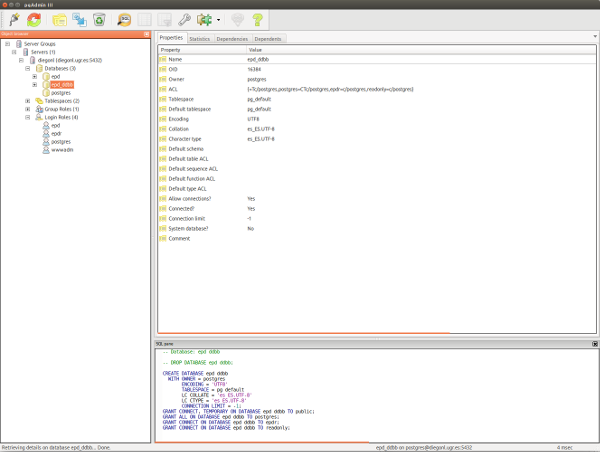 pgAdmin III
Object browser
Server Groups
Servers (1)
diegonl (diegonl.ugr.es:5432)
Databases (3)
epd
epd_ddbb
postgres
Tablespaces (2)
Group Roles (1)
Login Roles (4)
epd
epdr
postgres
wwwadm
Properties Statistics Dependencies Dependents
Property Value
Name epd_ddbb
OID 16384
Owner postgres
ACL {=Tc/postgres,postgres=CTc/postgres,epdr=c/postgres,readonly=c/postgres}
Tablespace pg_default
Default tablespace pg_default
Encoding UTF8
Collation es_ES.UTF-8
Character type es_ES.UTF-8
Default schema
Default table ACL
Default sequence ACL
Default function ACL
Default type ACL
Allow connections? Yes
Connected? Yes
Connection limit -1
System database? No
Comment
SQL pane
-- Database: epd_ddbb
-- DROP DATABASE epd_ddbb;
CREATE DATABASE epd_ddbb
WITH OWNER = postgres
ENCODING = 'UTF8'
TABLESPACE = pg_default
LC_COLLATE = 'es_ES.UTF-8'
LC_CTYPE = 'es_ES.UTF-8'
CONNECTION LIMIT = -1;
GRANT CONNECT, TEMPORARY ON DATABASE epd_ddbb TO public;
GRANT ALL ON DATABASE epd_ddbb TO postgres;
GRANT CONNECT ON DATABASE epd_ddbb TO epdr;
GRANT CONNECT ON DATABASE epd_ddbb TO readonly;
Retrieving details on database epd_ddbb... Done. epd_ddbb on postgres@diegonl.ugr.es:5432 4 msec